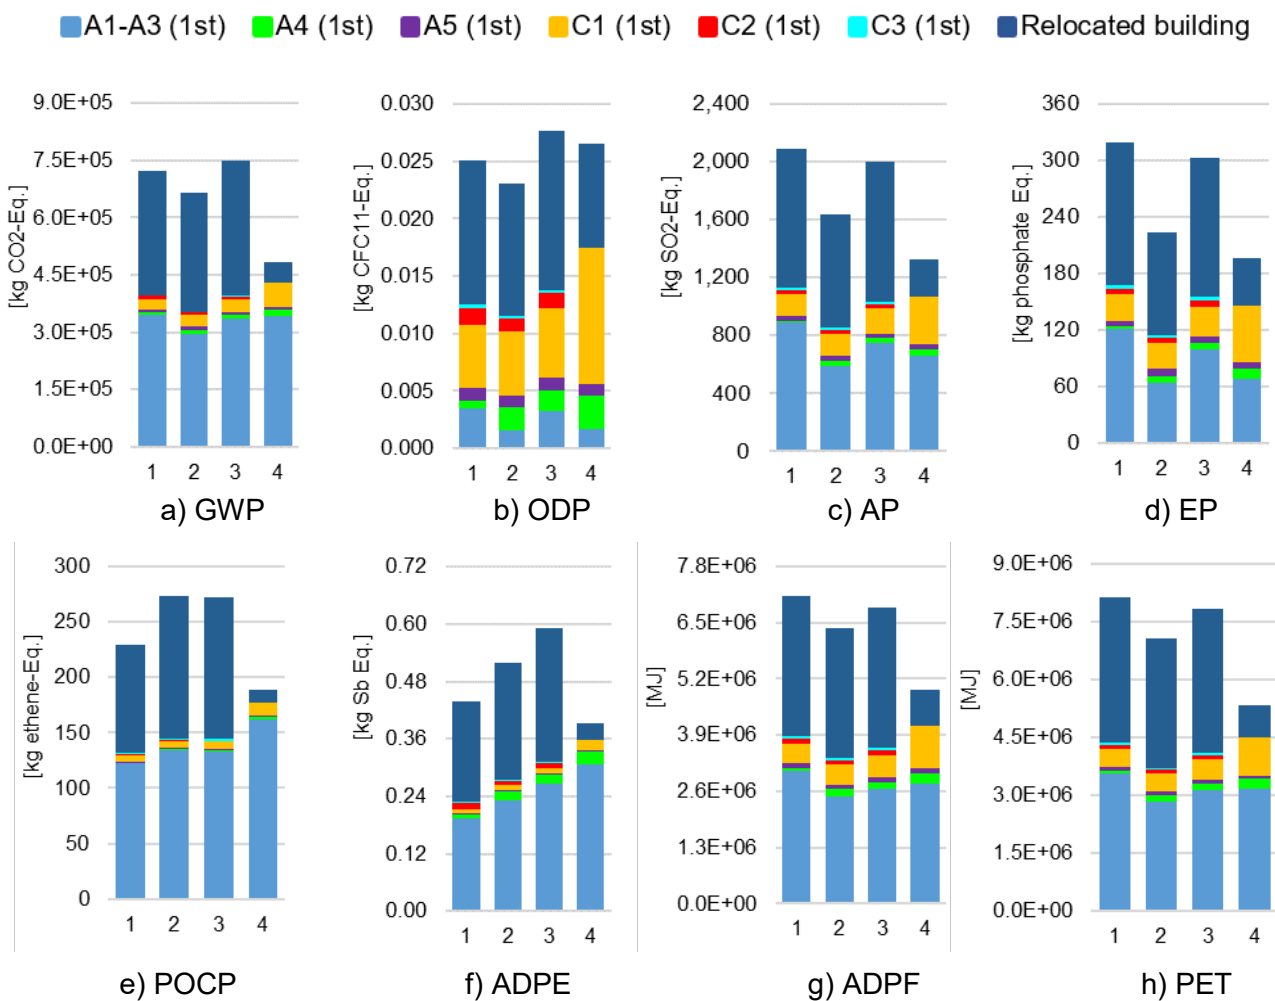 A1-A3 (1st) A4 (1st) A5 (1st) C1 (1st) C2 (1st) C3 (1st) Relocated building
[kg CO2-Eq.]
9.0E+05
7.5E+05
6.0E+05
4.5E+05
3.0E+05
1.5E+05
0.0E+00
1 2 3 4
a) GWP
[kg CFC11-Eq.]
0.030
0.025
0.020
0.015
0.010
0.005
0.000
1 2 3 4
b) ODP
[kg SO2-Eq.]
2,400
2,000
1,600
1,200
800
400
0
1 2 3 4
c) AP
[kg phosphate Eq.]
360
300
240
180
120
60
0
1 2 3 4
d) EP
[kg ethene-Eq.]
300
250
200
150
100
50
0
1 2 3 4
e) POCP
[kg Sb Eq.]
0.72
0.60
0.48
0.36
0.24
0.12
0.00
1 2 3 4
f) ADPE
[MJ]
7.8E+06
6.5E+06
5.2E+06
3.9E+06
2.6E+06
1.3E+06
0.0E+00
1 2 3 4
g) ADPF
[MJ]
9.0E+06
7.5E+06
6.0E+06
4.5E+06
3.0E+06
1.5E+06
0.0E+00
1 2 3 4
h) PET